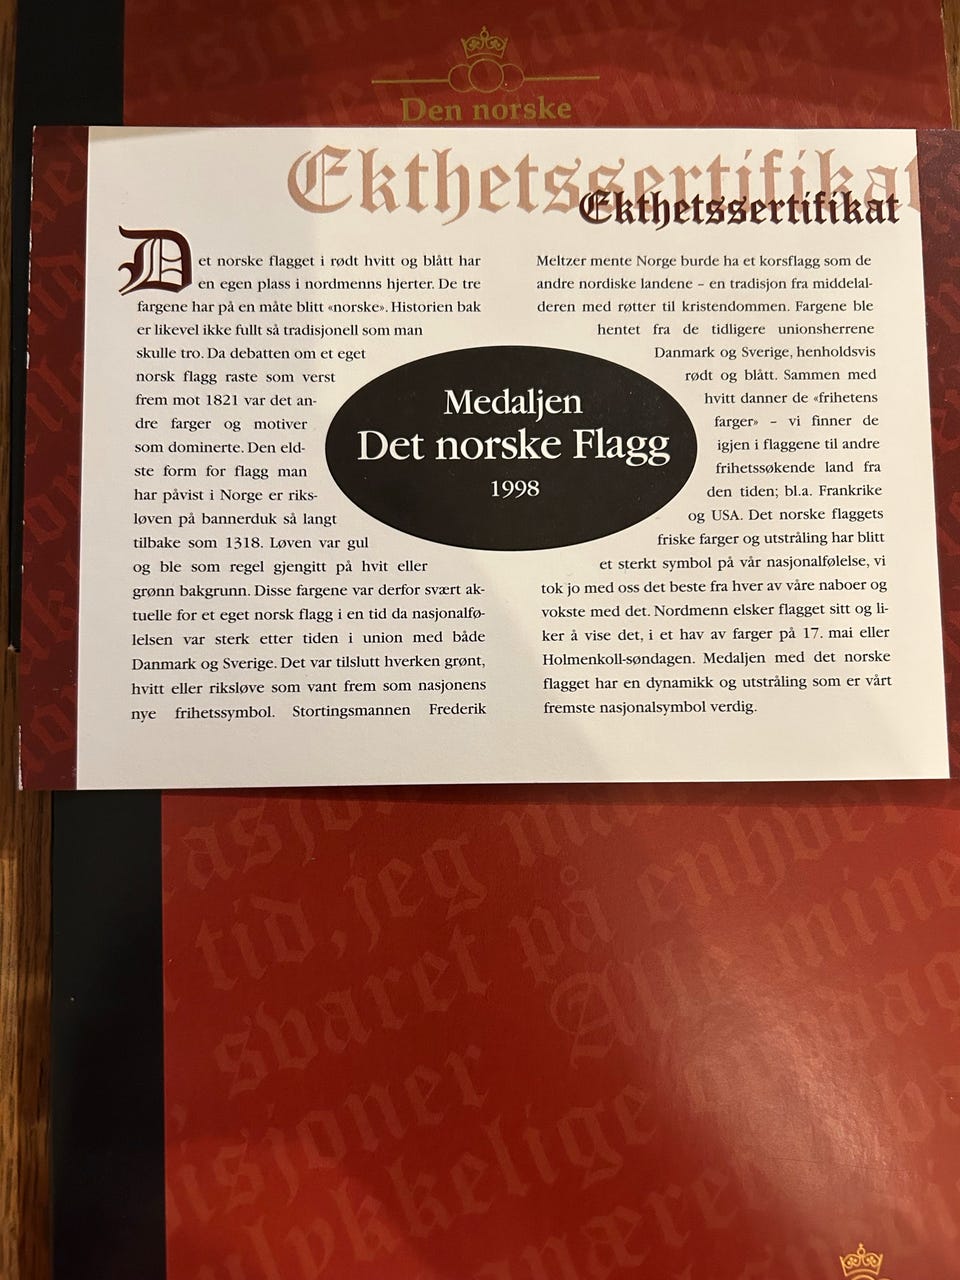 Den norske
Ekthetssertifikat
Ekthetssertifikat
Det norske flagget i rødt hvitt og blått har
en egen plass i nordmenns hjerter. De tre
fargene har på en måte blitt «norske». Historien bak
er likevel ikke fullt så tradisjonell som man
skulle tro. Da debatten om et eget
norsk flagg raste som verst
frem mot 1821 var det an-
dre farger og motiver
som dominerte. Den eld-
ste form for flagg man
har påvist i Norge er riks-
løven på bannerduk så langt
tilbake som 1318. Løven var gul
og ble som regel gjengitt på hvit eller
grønn bakgrunn. Disse fargene var derfor svært ak-
tuelle for et eget norsk flagg i en tid da nasjonalfø-
lelsen var sterk etter tiden i union med både
Danmark og Sverige. Det var tilslutt hverken grønt,
hvitt eller riksløve som vant frem som nasjonens
nye frihetssymbol. Stortingsmannen Frederik
Medaljen
Det norske Flagg
1998
Meltzer mente Norge burde ha et korsflagg som de
andre nordiske landene – en tradisjon fra middelal-
deren med røtter til kristendommen. Fargene ble
hentet fra de tidligere unionsherrene
Danmark og Sverige, henholdsvis
rødt og blått. Sammen med
hvitt danner de «frihetens
farger» – vi finner de
igjen i flaggene til andre
frihetssøkende land fra
den tiden; bl.a. Frankrike
og USA. Det norske flaggets
friske farger og utstråling har blitt
et sterkt symbol på vår nasjonalfølelse, vi
tok jo med oss det beste fra hver av våre naboer og
vokste med det. Nordmenn elsker flagget sitt og li-
ker å vise det, i et hav av farger på 17. mai eller
Holmenkoll-søndagen. Medaljen med det norske
flagget har en dynamikk og utstråling som er vårt
fremste nasjonalsymbol verdig.
tid, jeg
enhver
svaret på
Alle mine
lykkelige